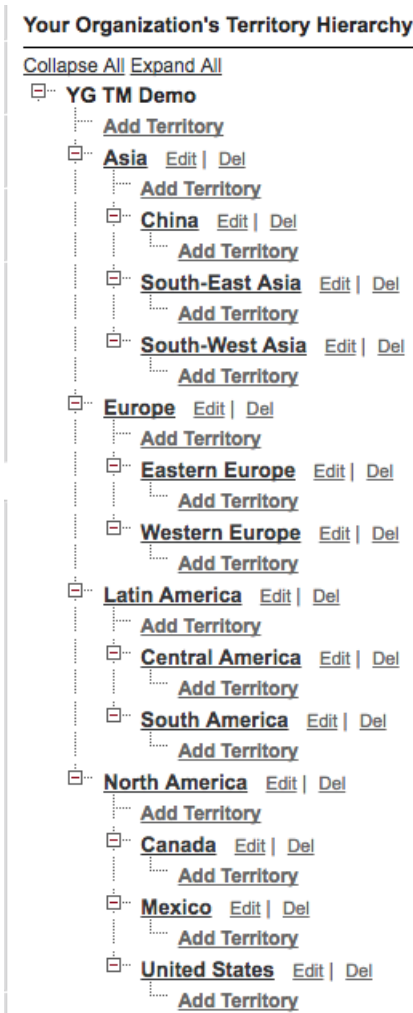 Your Organization's Territory Hierarchy
Collapse All Expand All
YG TM Demo
Add Territory
Asia Edit | Del
Add Territory
China Edit | Del
Add Territory
South-East Asia Edit | Del
Add Territory
South-West Asia Edit | Del
Add Territory
Europe Edit | Del
Add Territory
Eastern Europe Edit | Del
Add Territory
Western Europe Edit | Del
Add Territory
Latin America Edit | Del
Add Territory
Central America Edit | Del
Add Territory
South America Edit | Del
Add Territory
North America Edit | Del
Add Territory
Canada Edit | Del
Add Territory
Mexico Edit | Del
Add Territory
United States Edit | Del
Add Territory